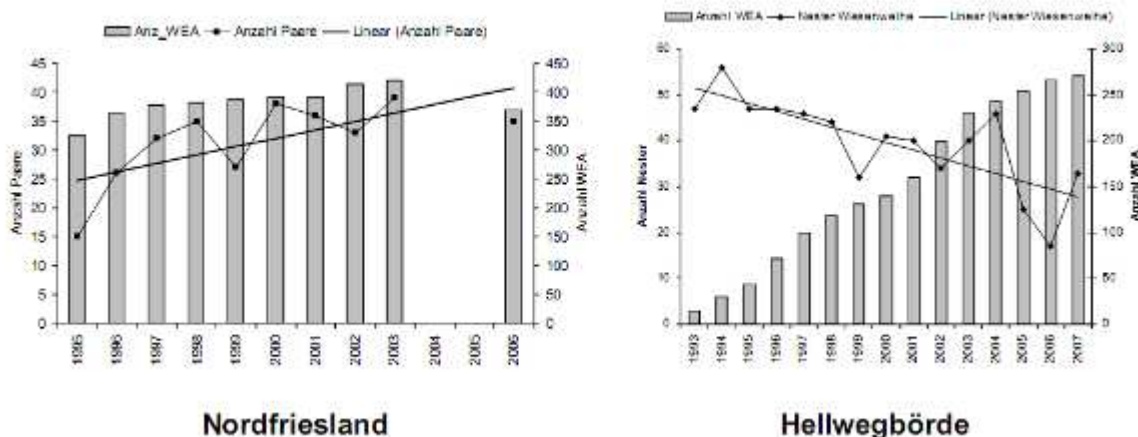 Anz_WEA Anzahl Paare Linear (Anzahl Paare)
45 450
40 400
35 350
30 300
25 250
20 200
15 150
10 100
5 50
0 0
Anzahl Paare
Anzahl WEA
1995 1996 1997 1998 1999 2000 2001 2002 2003 2004 2005 2006
Nordfriesland
Anzahl WEA Nester Wiesenweihe Linear (Nester Wiesenweihe)
60 300
50 250
40 200
30 150
20 100
10 50
0 0
Anzahl Nester
Anzahl WEA
1993 1994 1995 1996 1997 1998 1999 2000 2001 2002 2003 2004 2005 2006 2007
Hellwegbörde